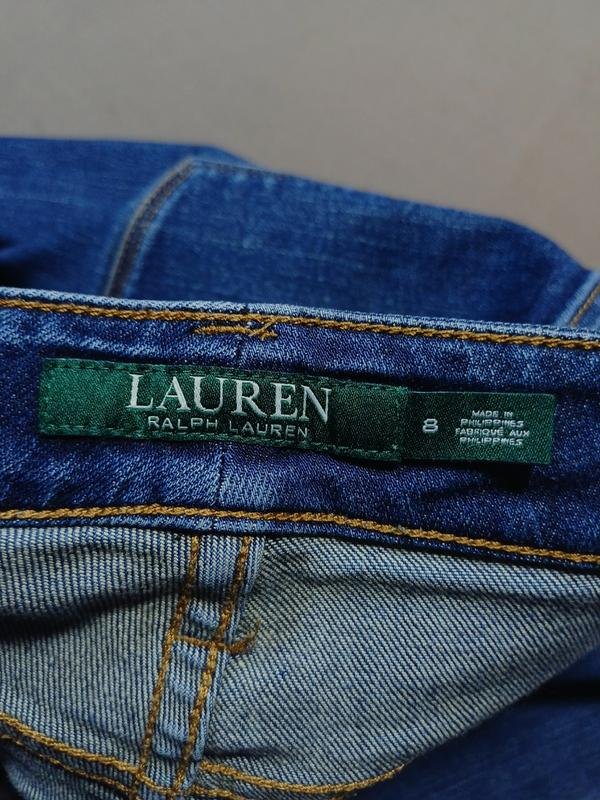 LAUREN
RALPH LAUREN
8
MADE IN
PHILIPPINES
FABRIQUÉ AUX
PHILIPPINES